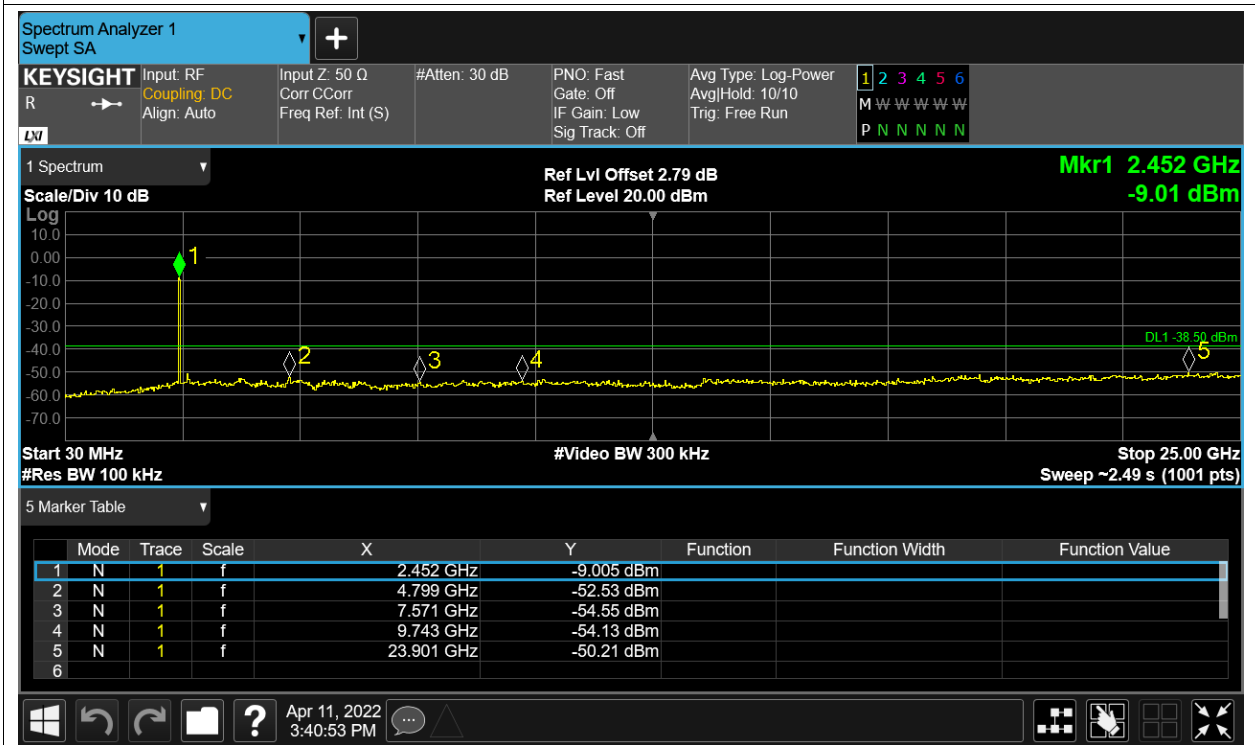 Spectrum Analyzer 1
Swept SA
KEYSIGHT
R
LXI
Input: RF
Coupling: DC
Align: Auto
Input Z: 50 Ω
Corr CCorr
Freq Ref: Int (S)
#Atten: 30 dB
PNO: Fast
Gate: Off
IF Gain: Low
Sig Track: Off
Avg Type: Log-Power
Avg|Hold: 10/10
Trig: Free Run
1 2 3 4 5 6
M W W W W W
P N N N N N
1 Spectrum
Scale/Div 10 dB
Ref Lvl Offset 2.79 dB
Ref Level 20.00 dBm
Mkr1 2.452 GHz
-9.01 dBm
Log
10.0
0.00
-10.0
-20.0
-30.0
-40.0
-50.0
-60.0
-70.0
1
2
3
4
5
DL1 -38.50 dBm
Start 30 MHz
#Video BW 300 kHz
Stop 25.00 GHz
#Res BW 100 kHz
Sweep ~2.49 s (1001 pts)
5 Marker Table
Mode Trace Scale X Y Function Function Width Function Value
1 N 1 f 2.452 GHz -9.005 dBm
2 N 1 f 4.799 GHz -52.53 dBm
3 N 1 f 7.571 GHz -54.55 dBm
4 N 1 f 9.743 GHz -54.13 dBm
5 N 1 f 23.901 GHz -50.21 dBm
6
?
Apr 11, 2022
3:40:53 PM